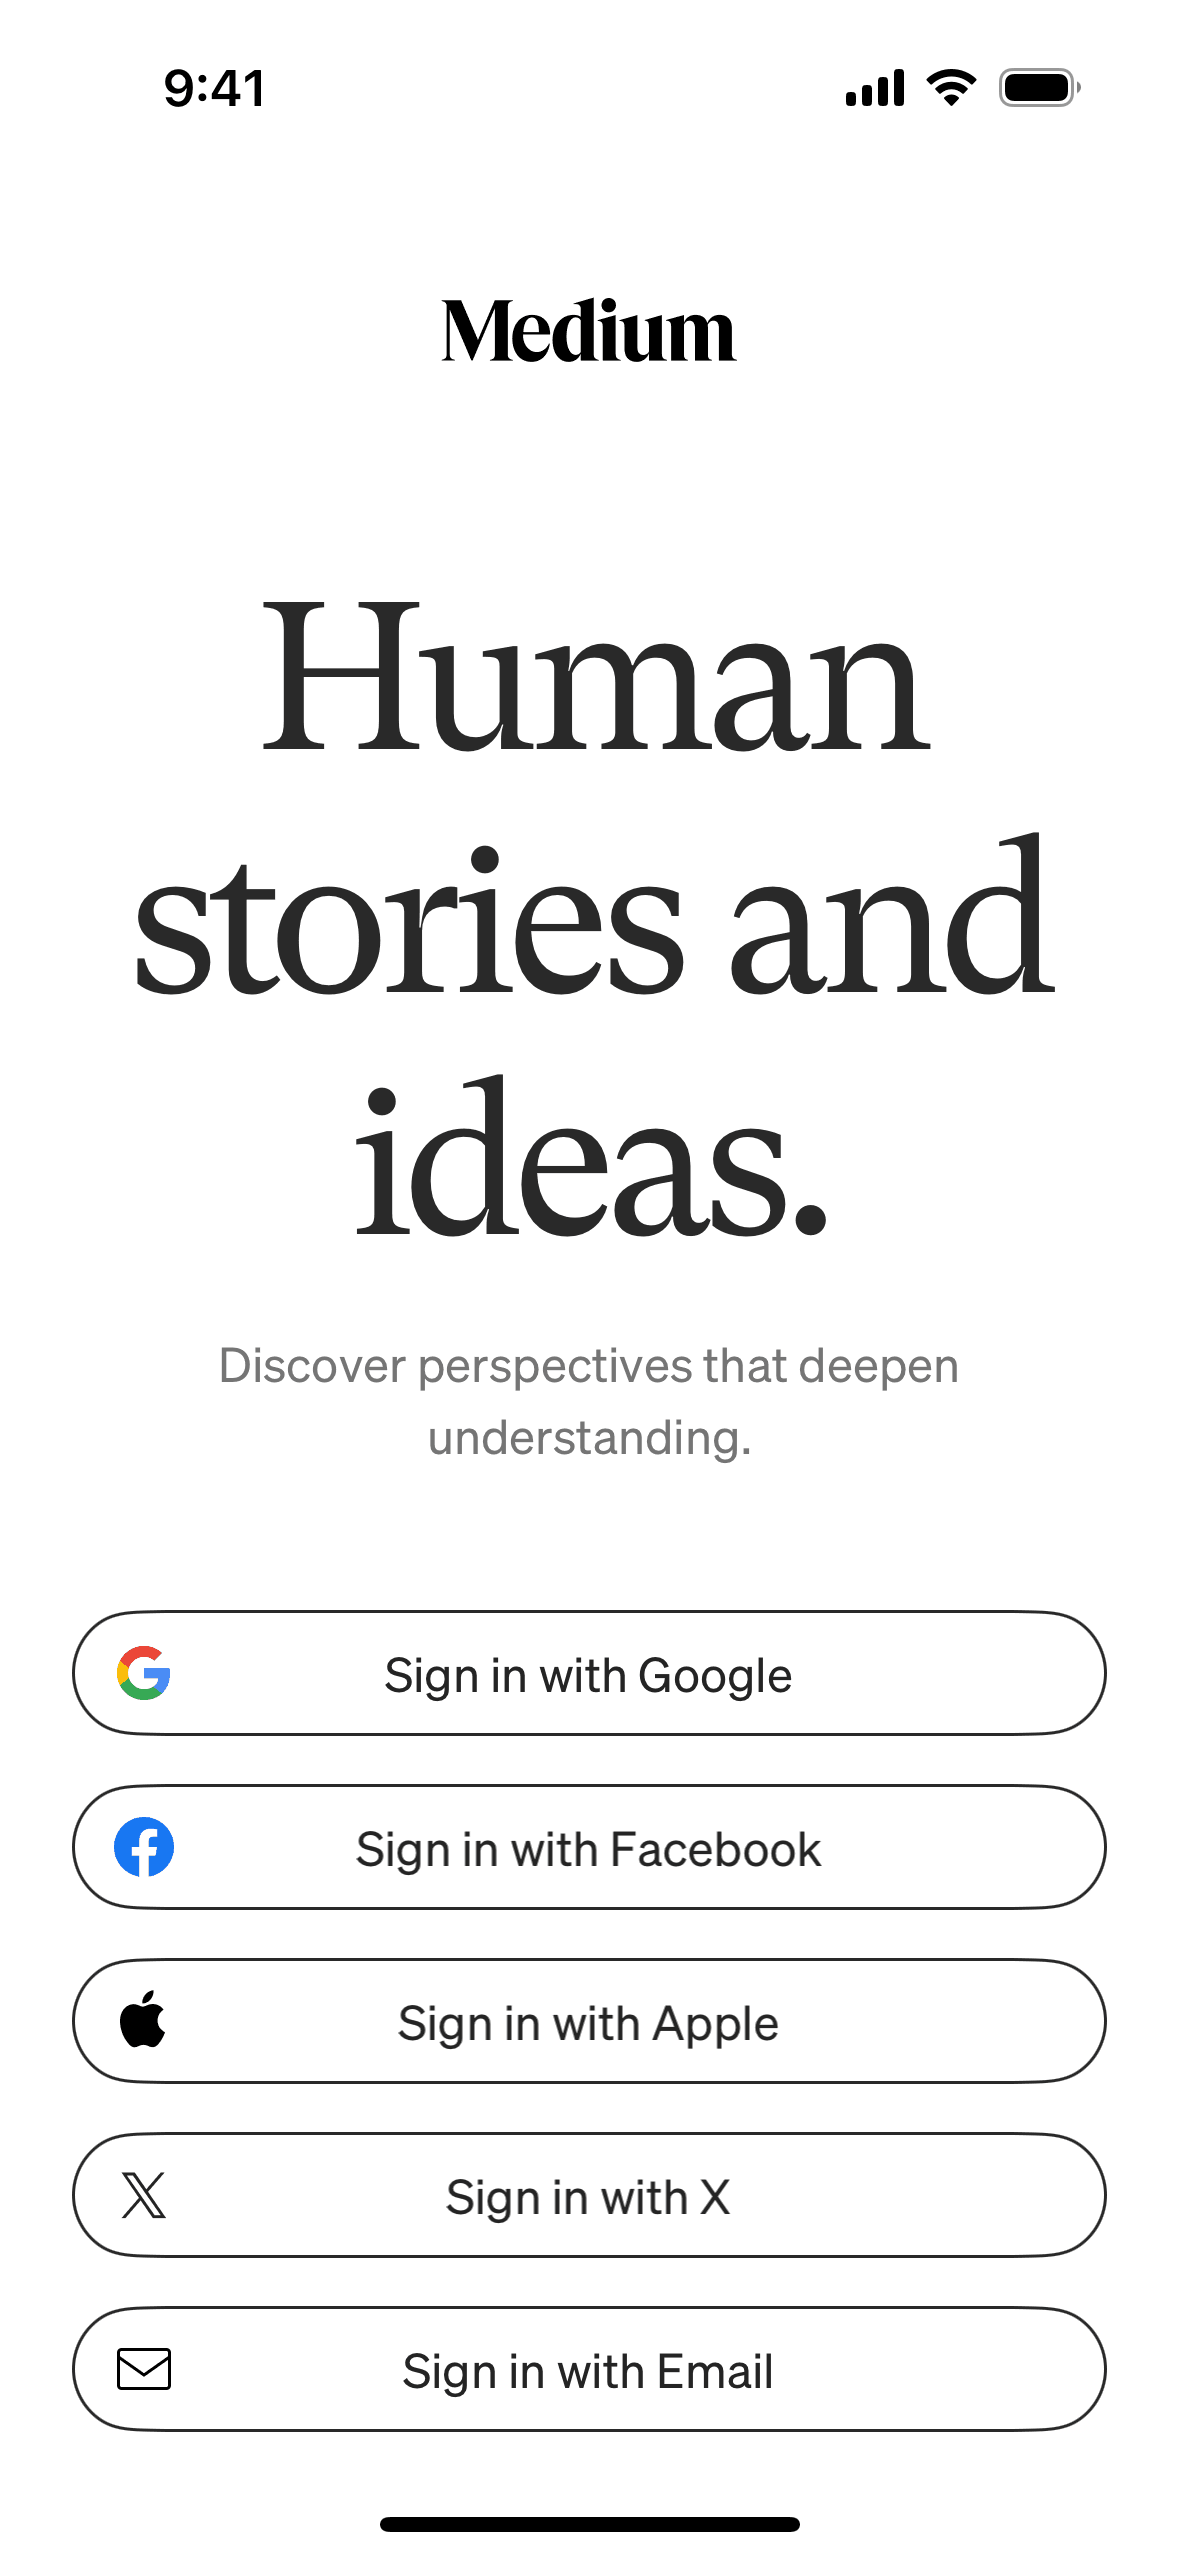 9:41
Medium
Human
stories and
ideas.
Discover perspectives that deepen
understanding.
Sign in with Google
Sign in with Facebook
Sign in with Apple
Sign in with X
Sign in with Email